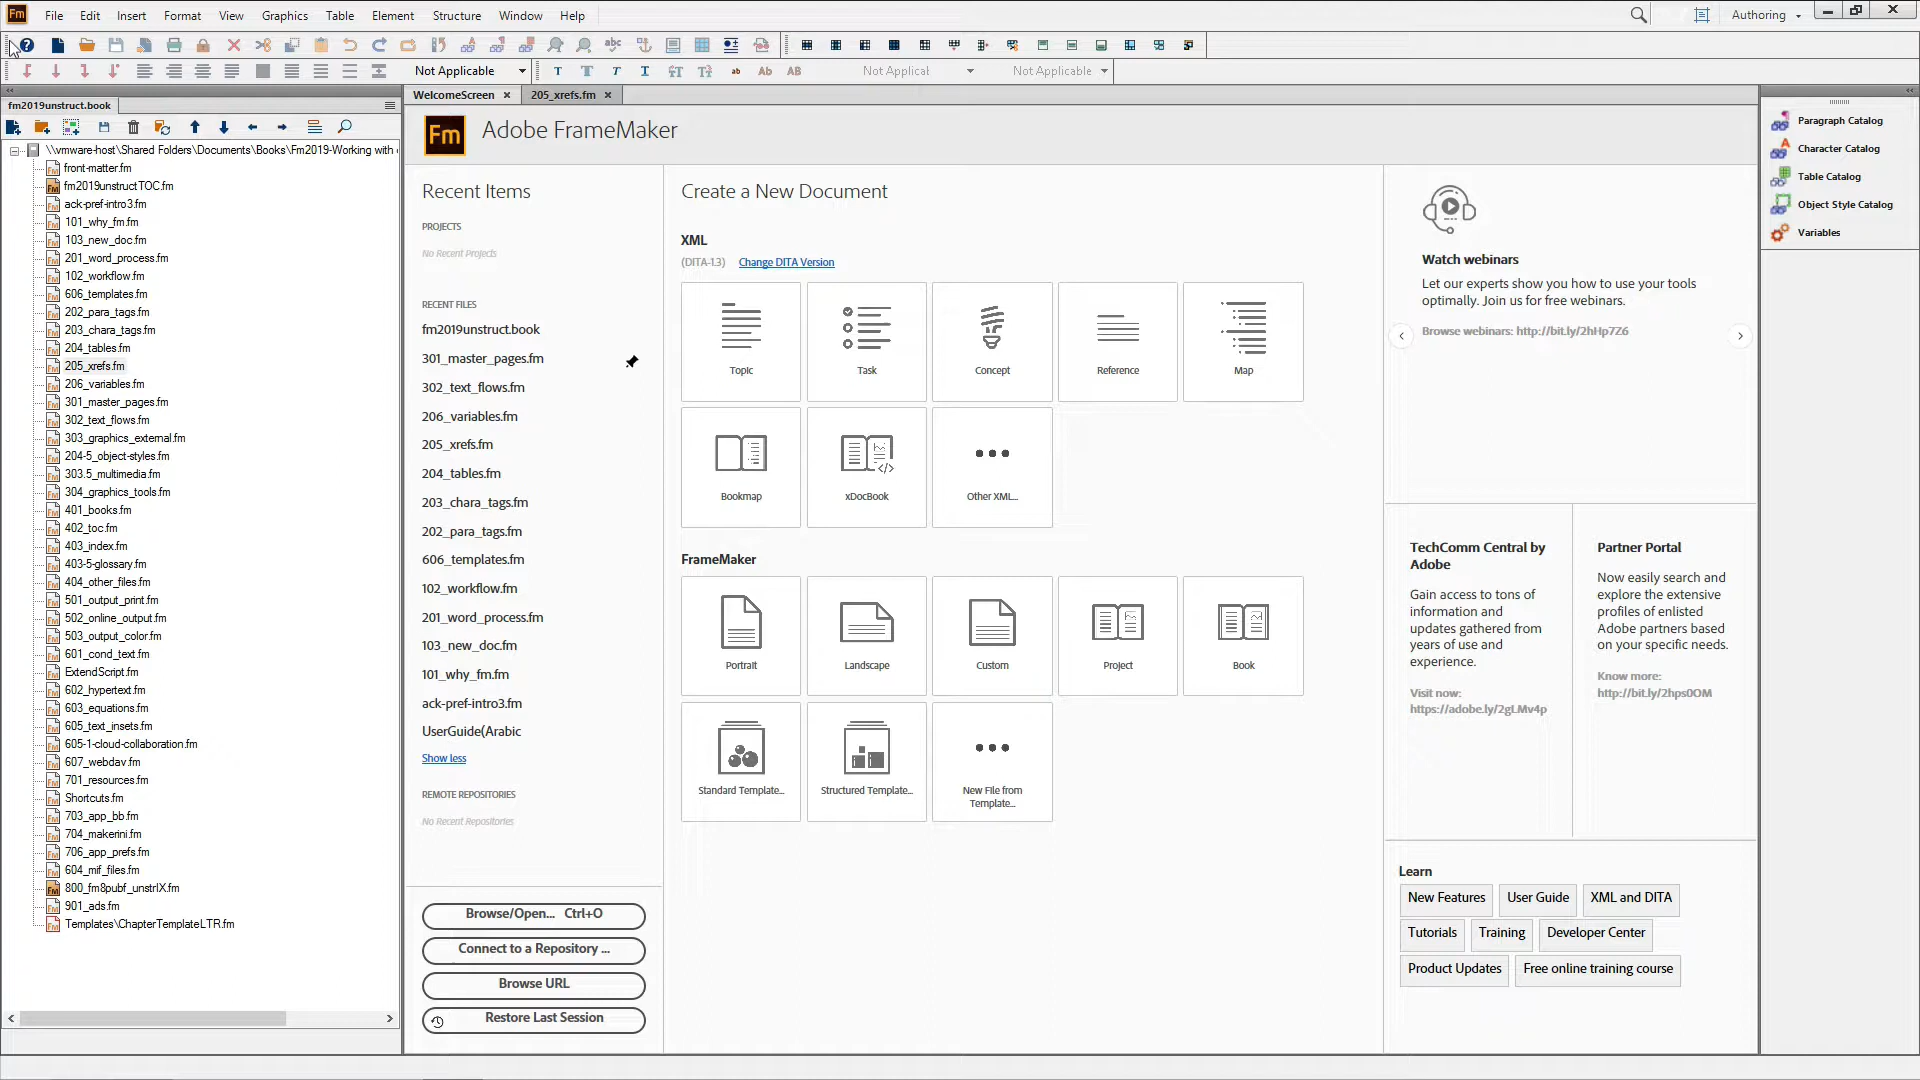 Fm File Edit Insert Format View Graphics Table Element Structure Window Help Authoring
Not Applicable Not Applical Not Applicable
fm2019unstruct.book
WelcomeScreen 205_xrefs.fm
\\vmware-host\Shared Folders\Documents\Books\Fm2019-Working with
front-matter.fm
fm2019unstructTOC.fm
ack-pref-intro3.fm
101_why_fm.fm
103_new_doc.fm
201_word_process.fm
102_workflow.fm
606_templates.fm
202_para_tags.fm
203_chara_tags.fm
204_tables.fm
205_xrefs.fm
206_variables.fm
301_master_pages.fm
302_text_flows.fm
303_graphics_external.fm
204-5_object-styles.fm
303.5_multimedia.fm
304_graphics_tools.fm
401_books.fm
402_toc.fm
403_index.fm
403-5-glossary.fm
404_other_files.fm
501_output_print.fm
502_online_output.fm
503_output_color.fm
601_cond_text.fm
ExtendScript.fm
602_hypertext.fm
603_equations.fm
605_text_insets.fm
605-1-cloud-collaboration.fm
607_webdav.fm
701_resources.fm
Shortcuts.fm
703_app_bb.fm
704_makerini.fm
706_app_prefs.fm
604_mif_files.fm
800_fm8pubf_unstrIX.fm
901_ads.fm
Templates\ChapterTemplateLTR.fm
Fm Adobe FrameMaker
Recent Items
PROJECTS
No Recent Projects
RECENT FILES
fm2019unstruct.book
301_master_pages.fm
302_text_flows.fm
206_variables.fm
205_xrefs.fm
204_tables.fm
203_chara_tags.fm
202_para_tags.fm
606_templates.fm
102_workflow.fm
201_word_process.fm
103_new_doc.fm
101_why_fm.fm
ack-pref-intro3.fm
UserGuide(Arabic
Show less
REMOTE REPOSITORIES
No Recent Repositories
Browse/Open... Ctrl+O
Connect to a Repository ...
Browse URL
Restore Last Session
Create a New Document
XML
(DITA-1.3) Change DITA Version
Topic Task Concept Reference Map
Bookmap xDocBook Other XML...
FrameMaker
Portrait Landscape Custom Project Book
Standard Template... Structured Template... New File from
Template...
Watch webinars
Let our experts show you how to use your tools
optimally. Join us for free webinars.
Browse webinars: http://bit.ly/2hHp7Z6
TechComm Central by
Adobe
Gain access to tons of
information and
updates gathered from
years of use and
experience.
Visit now:
https://adobe.ly/2gLMv4p
Partner Portal
Now easily search and
explore the extensive
profiles of enlisted
Adobe partners based
on your specific needs.
Know more:
http://bit.ly/2hps0OM
Learn
New Features User Guide XML and DITA
Tutorials Training Developer Center
Product Updates Free online training course
Paragraph Catalog
Character Catalog
Table Catalog
Object Style Catalog
Variables